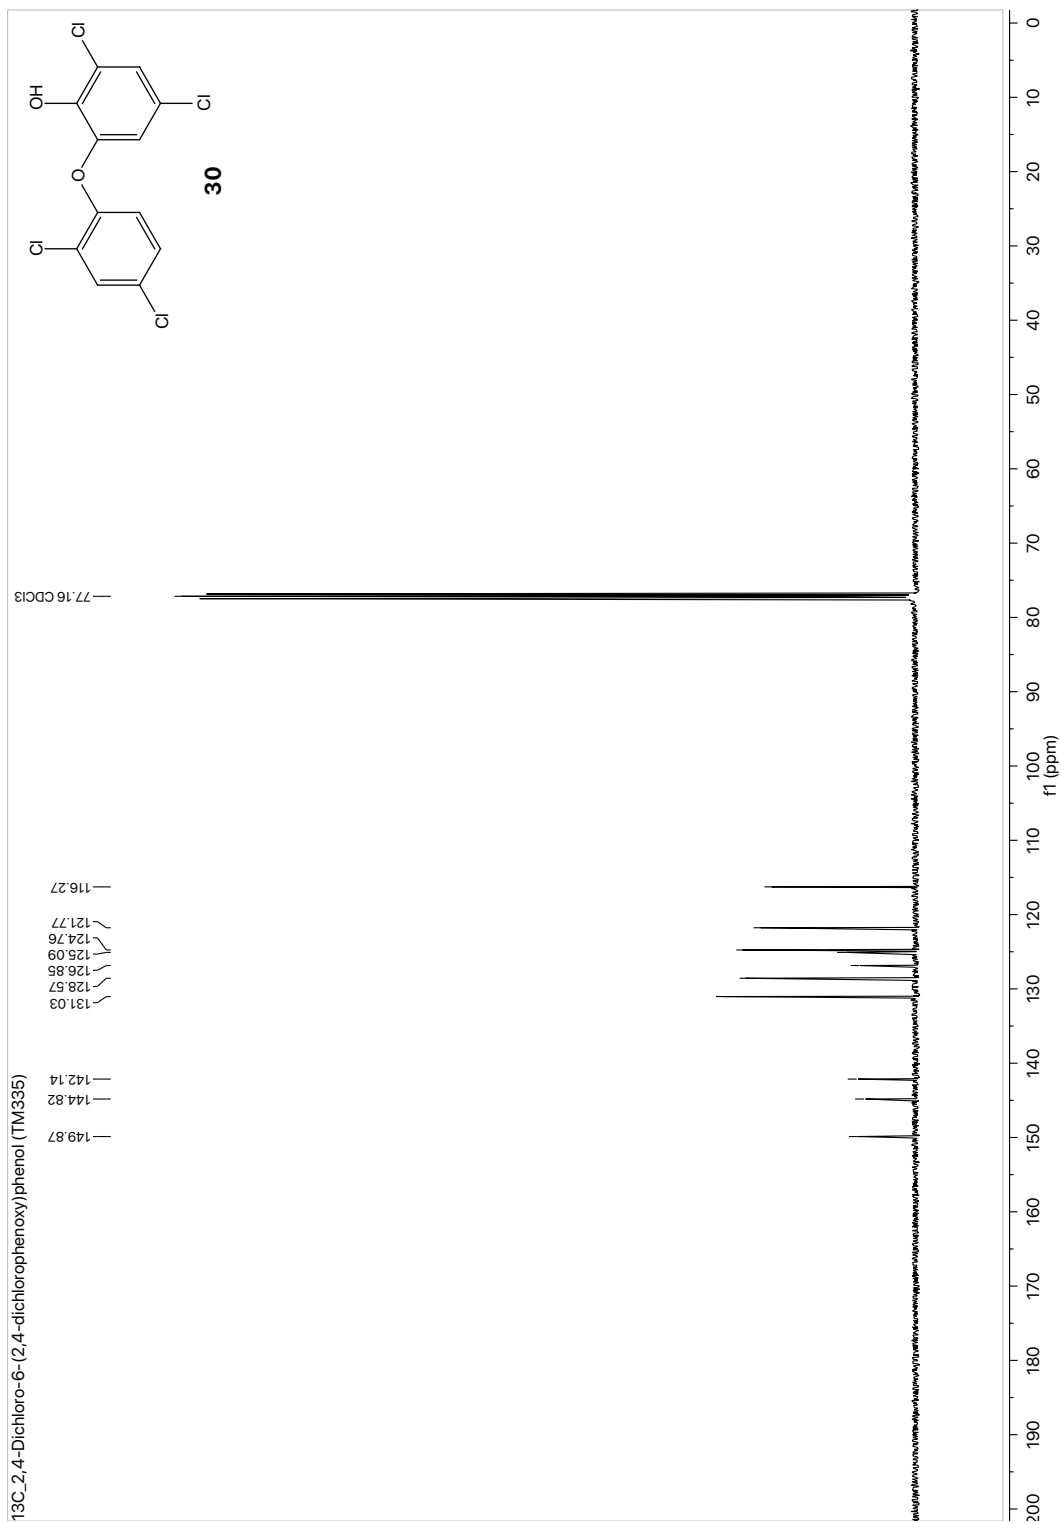 13C_2,4-Dichloro-6-(2,4-dichlorophenoxy)phenol (TM335)
149.87
144.82
142.14
131.03
128.57
126.85
125.09
124.76
121.77
116.27
77.16 CDCl3
Cl
OH
Cl
O
Cl
Cl
30
200 190 180 170 160 150 140 130 120 110 100 90 80 70 60 50 40 30 20 10 0
f1 (ppm)